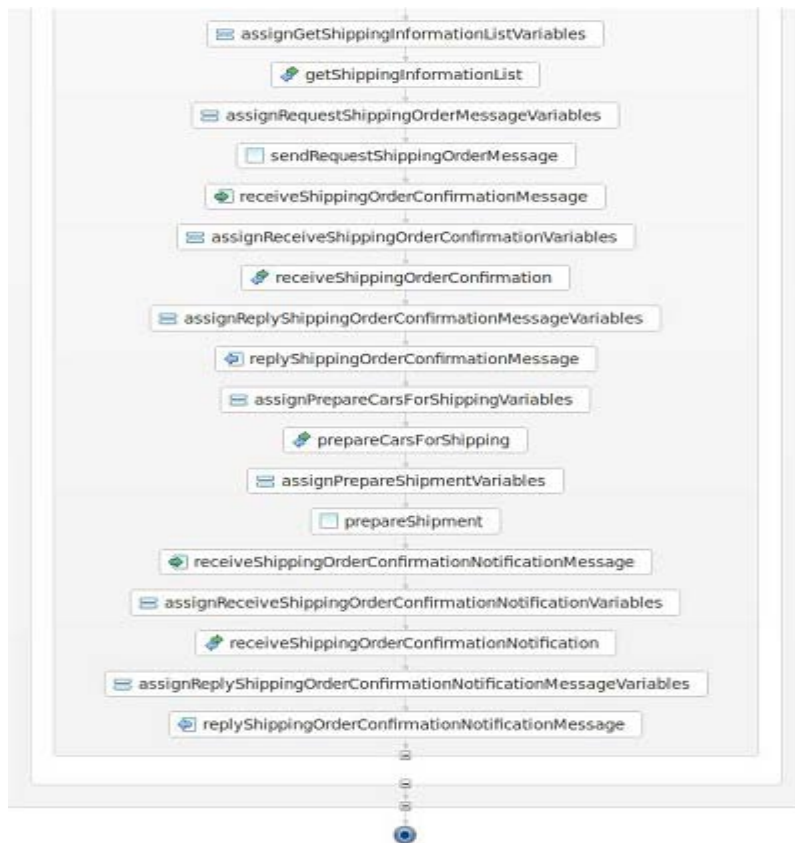 assignGetShippingInformationListVariables
getShippingInformationList
assignRequestShippingOrderMessageVariables
sendRequestShippingOrderMessage
receiveShippingOrderConfirmationMessage
assignReceiveShippingOrderConfirmationVariables
receiveShippingOrderConfirmation
assignReplyShippingOrderConfirmationMessageVariables
replyShippingOrderConfirmationMessage
assignPrepareCarsForShippingVariables
prepareCarsForShipping
assignPrepareShipmentVariables
prepareShipment
receiveShippingOrderConfirmationNotificationMessage
assignReceiveShippingOrderConfirmationNotificationVariables
receiveShippingOrderConfirmationNotification
assignReplyShippingOrderConfirmationNotificationMessageVariables
replyShippingOrderConfirmationNotificationMessage